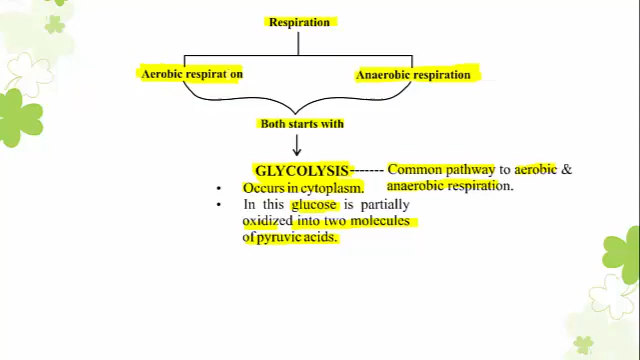 Respiration
Aerobic respirat on
Anaerobic respiration
Both starts with
GLYCOLYSIS------- Common pathway to aerobic &
anaerobic respiration.
• Occurs in cytoplasm.
• In this glucose is partially
oxidized into two molecules
of pyruvic acids.